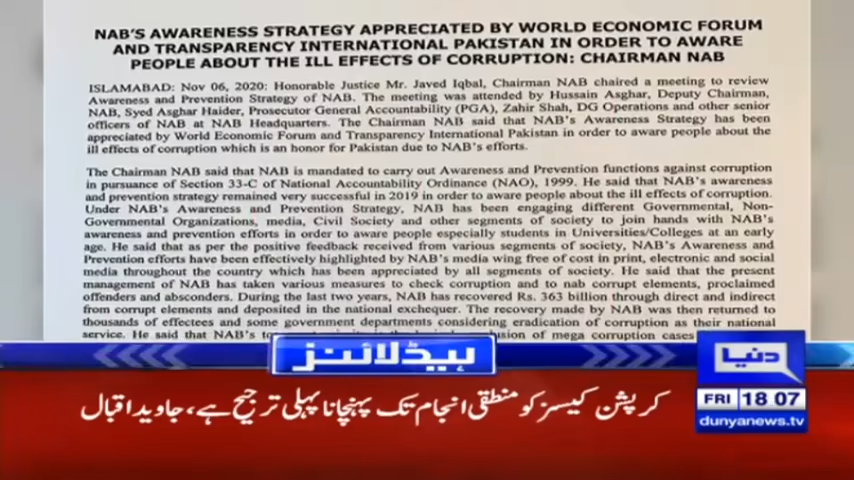 NAB'S AWARENESS STRATEGY APPRECIATED BY WORLD ECONOMIC FORUM
AND TRANSPARENCY INTERNATIONAL PAKISTAN IN ORDER TO AWARE
PEOPLE ABOUT THE ILL EFFECTS OF CORRUPTION: CHAIRMAN NAB
ISLAMABAD: Nov 06, 2020: Honorable Justice Mr. Javed Iqbal, Chairman NAB chaired a meeting to review
Awareness and Prevention Strategy of NAB. The meeting was attended by Hussain Asghar, Deputy Chairman,
NAB, Syed Asghar Haider, Prosecutor General Accountability (PGA), Zahir Shah, DG Operations and other senior
officers of NAB at NAB Headquarters. The Chairman NAB said that NAB's Awareness Strategy has been
appreciated by World Economic Forum and Transparency International Pakistan in order to aware people about the
ill effects of corruption which is an honor for Pakistan due to NAB's efforts.
The Chairman NAB said that NAB is mandated to carry out Awareness and Prevention functions against corruption
in pursuance of Section 33-C of National Accountability Ordinance (NAO), 1999. He said that NAB's awareness
and prevention strategy remained very successful in 2019 in order to aware people about the ill effects of corruption.
Under NAB's Awareness and Prevention Strategy, NAB has been engaging different Governmental, Non-
Governmental Organizations, media, Civil Society and other segments of society to join hands with NAB's
awareness and prevention efforts in order to aware people especially students in Universities/Colleges at an early
age. He said that as per the positive feedback received from various segments of society, NAB's Awareness and
Prevention efforts have been effectively highlighted by NAB's media wing free of cost in print, electronic and social
media throughout the country which has been appreciated by all segments of society. He said that the present
management of NAB has taken various measures to check corruption and to nab corrupt elements, proclaimed
offenders and absconders. During the last two years, NAB has recovered Rs. 363 billion through direct and indirect
from corrupt elements and deposited in the national exchequer. The recovery made by NAB was then returned to
thousands of effectees and some government departments considering eradication of corruption as their national
service. He said that NAB's of mega corruption cases
ہیڈلائنز
دنیا
FRI 18 07
dunyanews.tv
کرپشن کیسز کو منطقی انجام تک پہنچانا پہلی ترجیح ہے، جاوید اقبال